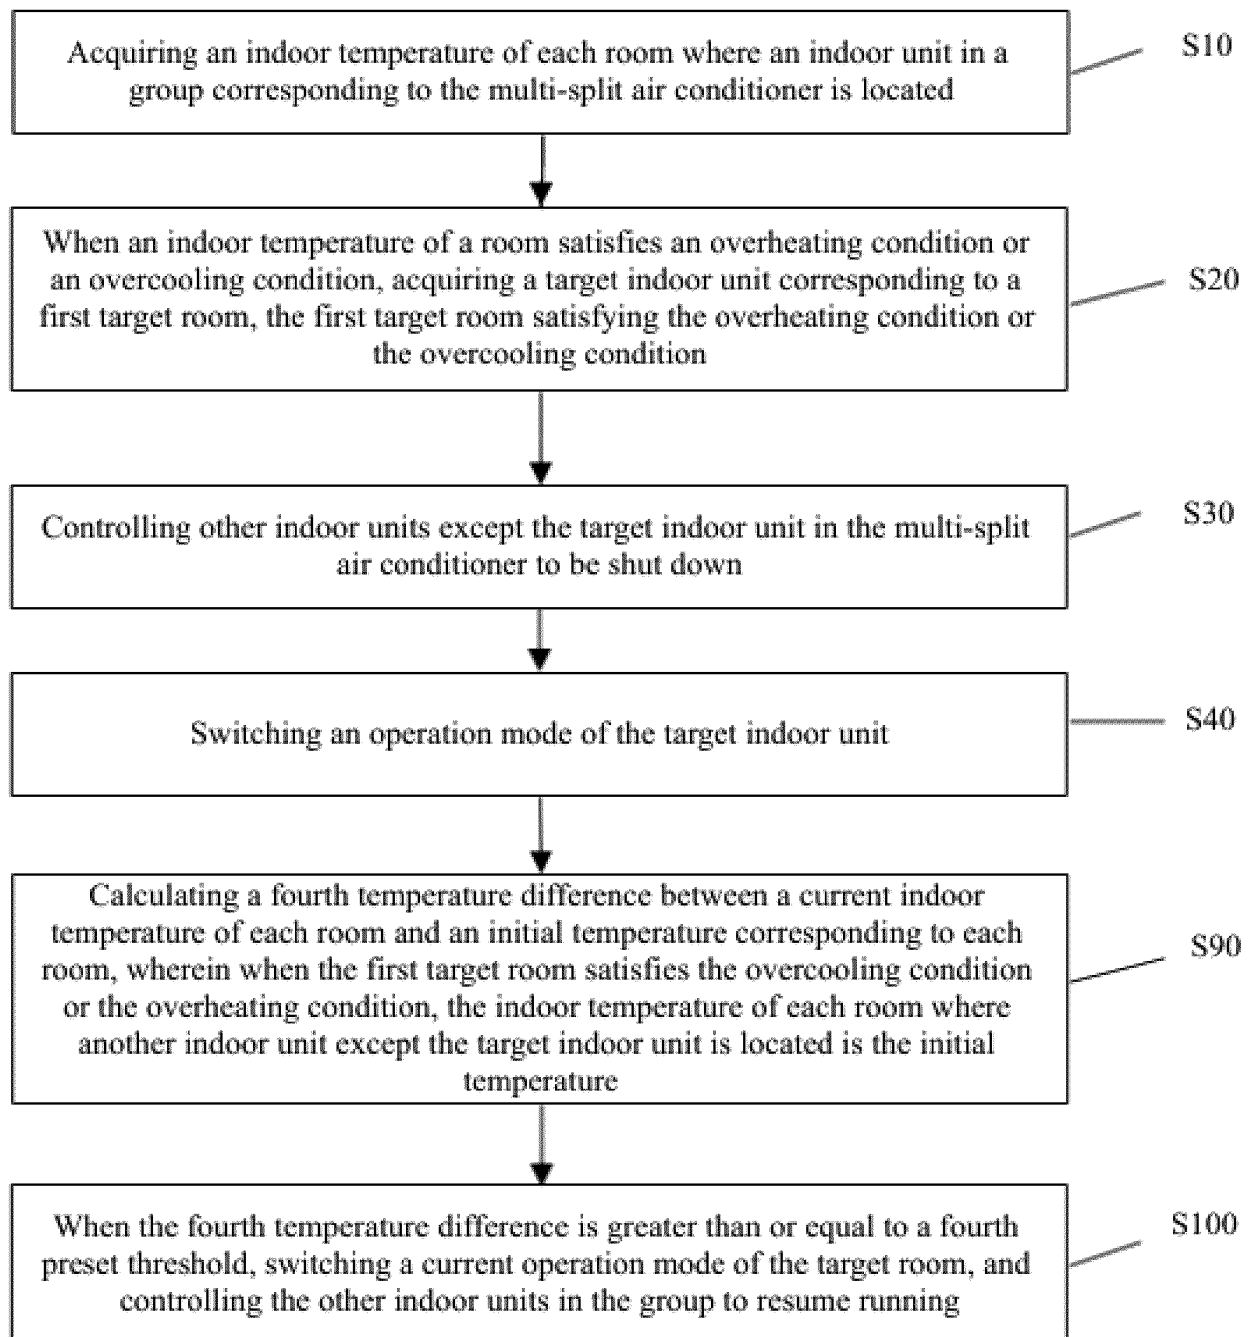 Acquiring an indoor temperature of each room where an indoor unit in a
group corresponding to the multi-split air conditioner is located
S10
When an indoor temperature of a room satisfies an overheating condition or
an overcooling condition, acquiring a target indoor unit corresponding to a
first target room, the first target room satisfying the overheating condition or
the overcooling condition
S20
Controlling other indoor units except the target indoor unit in the multi-split
air conditioner to be shut down
S30
Switching an operation mode of the target indoor unit
S40
Calculating a fourth temperature difference between a current indoor
temperature of each room and an initial temperature corresponding to each
room, wherein when the first target room satisfies the overcooling condition
or the overheating condition, the indoor temperature of each room where
another indoor unit except the target indoor unit is located is the initial
temperature
S90
When the fourth temperature difference is greater than or equal to a fourth
preset threshold, switching a current operation mode of the target room, and
controlling the other indoor units in the group to resume running
S100